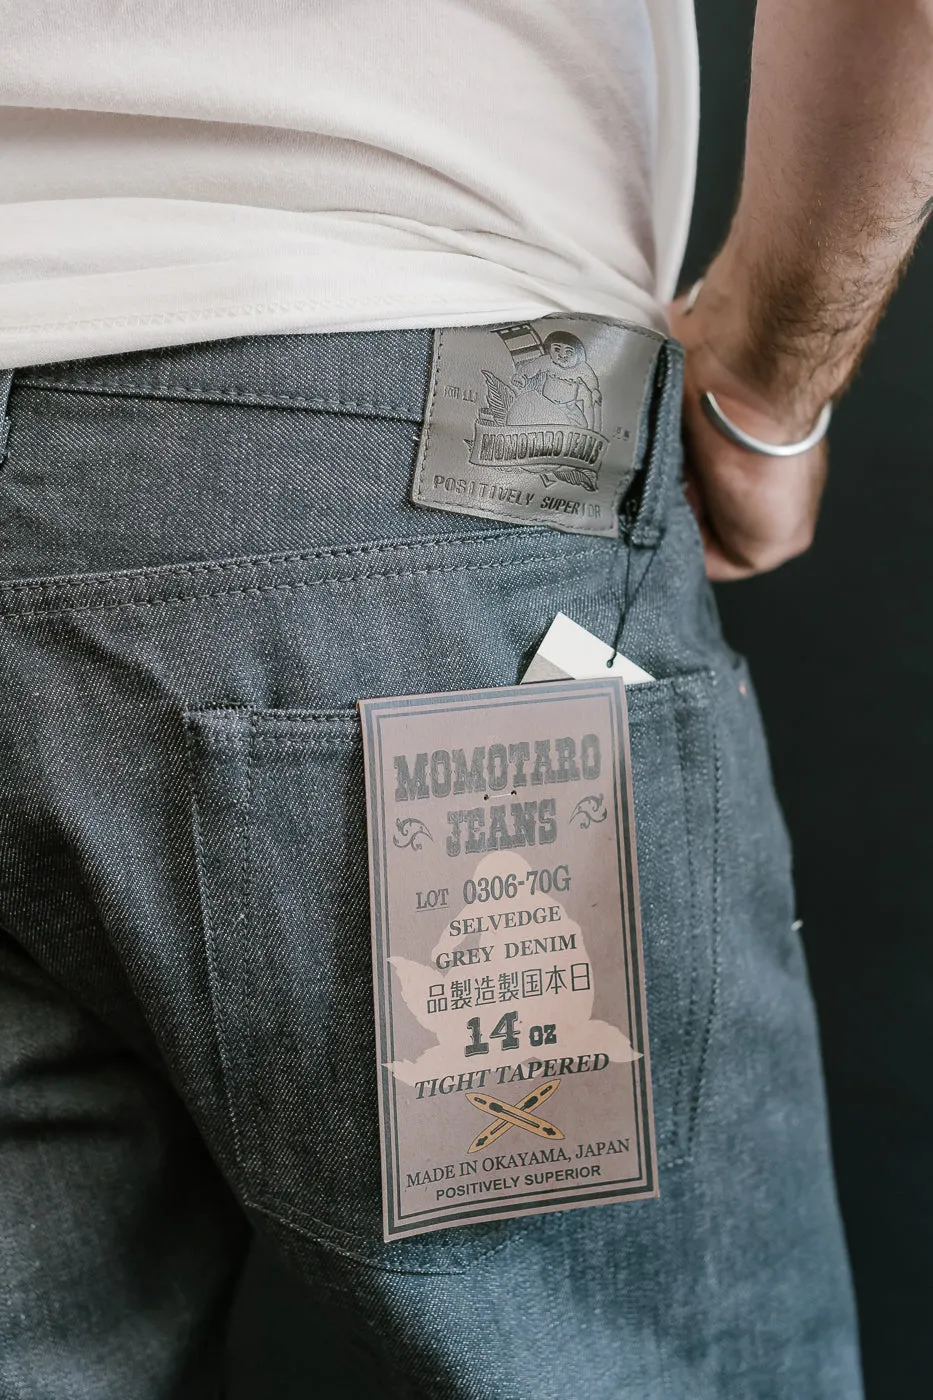 MOMOTARO JEANS
POSITIVELY SUPERIOR
MOMOTARO
JEANS
LOT 0306-70G
SELVEDGE
GREY DENIM
品製造製国本日
14 oz
TIGHT TAPERED
MADE IN OKAYAMA, JAPAN
POSITIVELY SUPERIOR